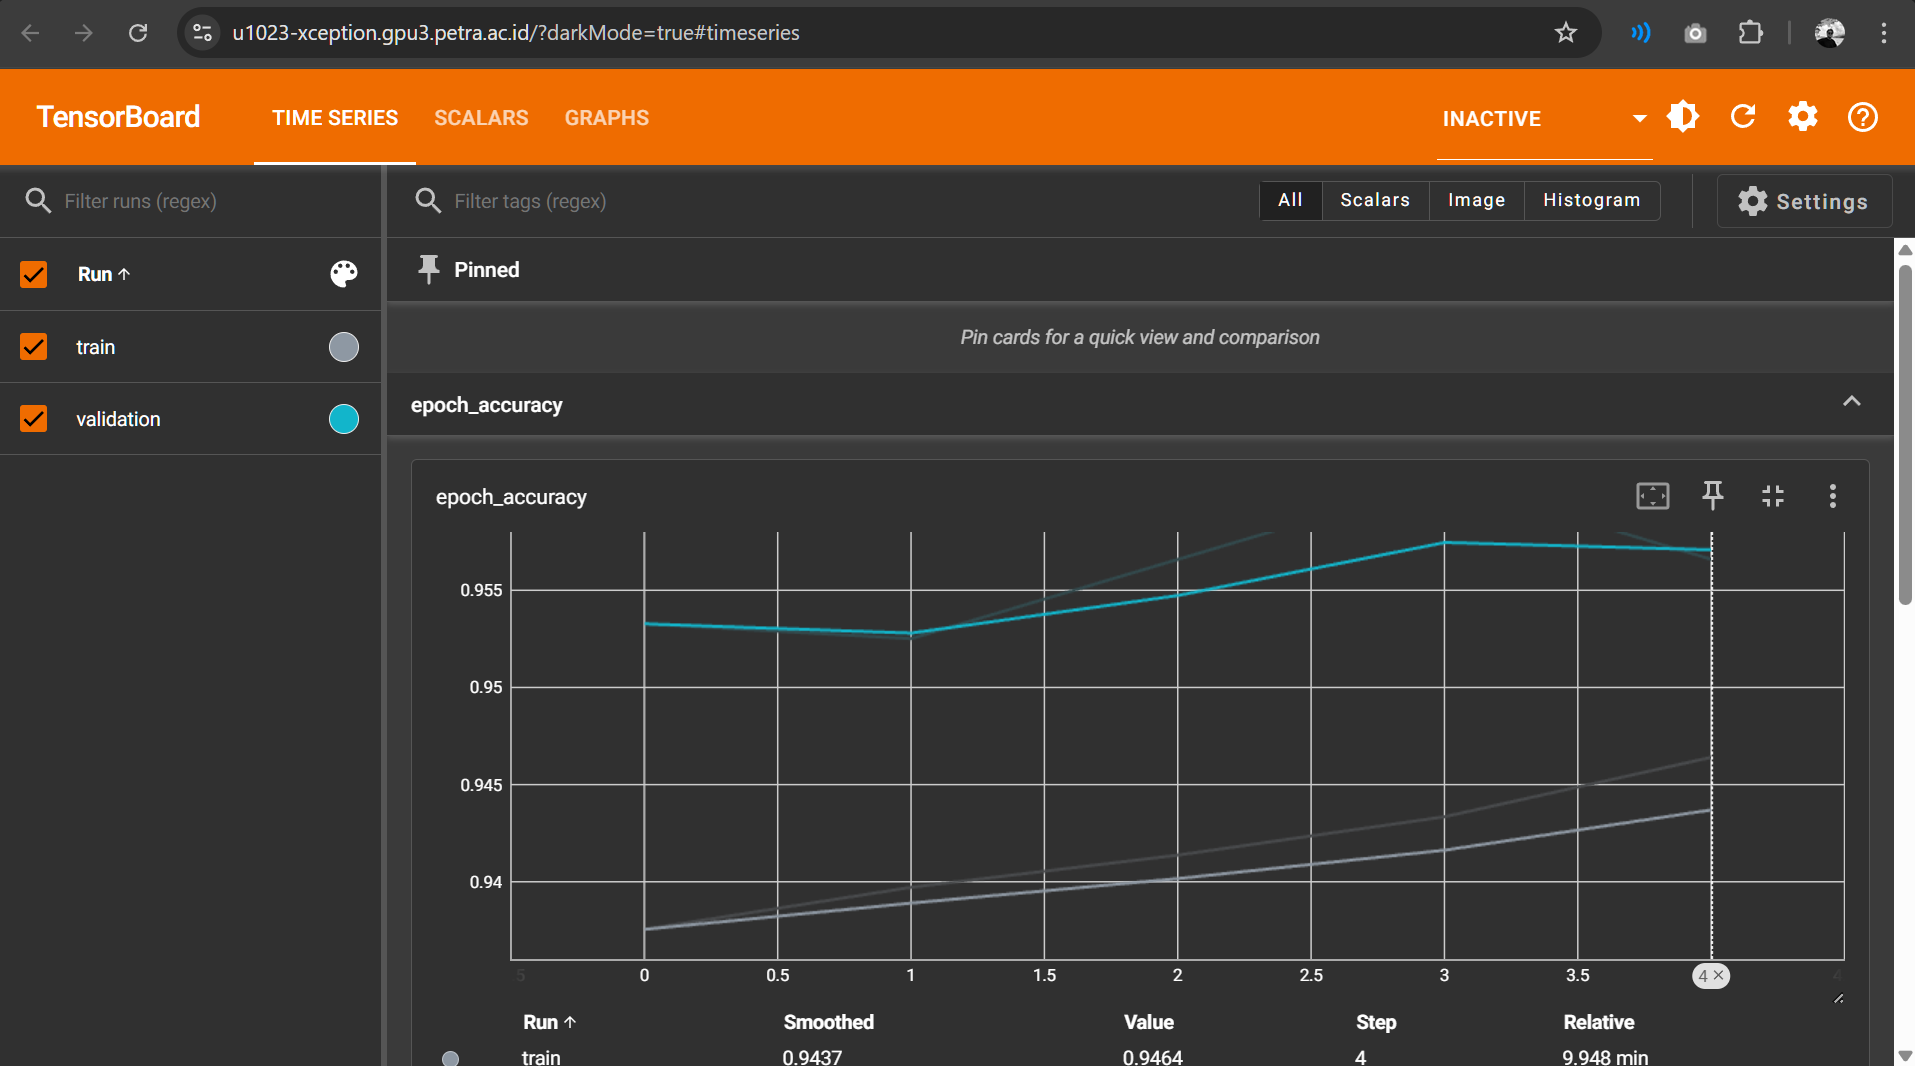 u1023-xception.gpu3.petra.ac.id/?darkMode=true#timeseries
TensorBoard
TIME SERIES
SCALARS
GRAPHS
INACTIVE
Filter runs (regex)
Filter tags (regex)
All
Scalars
Image
Histogram
Settings
Run ↑
train
validation
Pinned
Pin cards for a quick view and comparison
epoch_accuracy
epoch_accuracy
0.955
0.95
0.945
0.94
5 0 0.5 1 1.5 2 2.5 3 3.5 4 × 4
Run ↑ Smoothed Value Step Relative
train 0.9437 0.9464 4 9.948 min